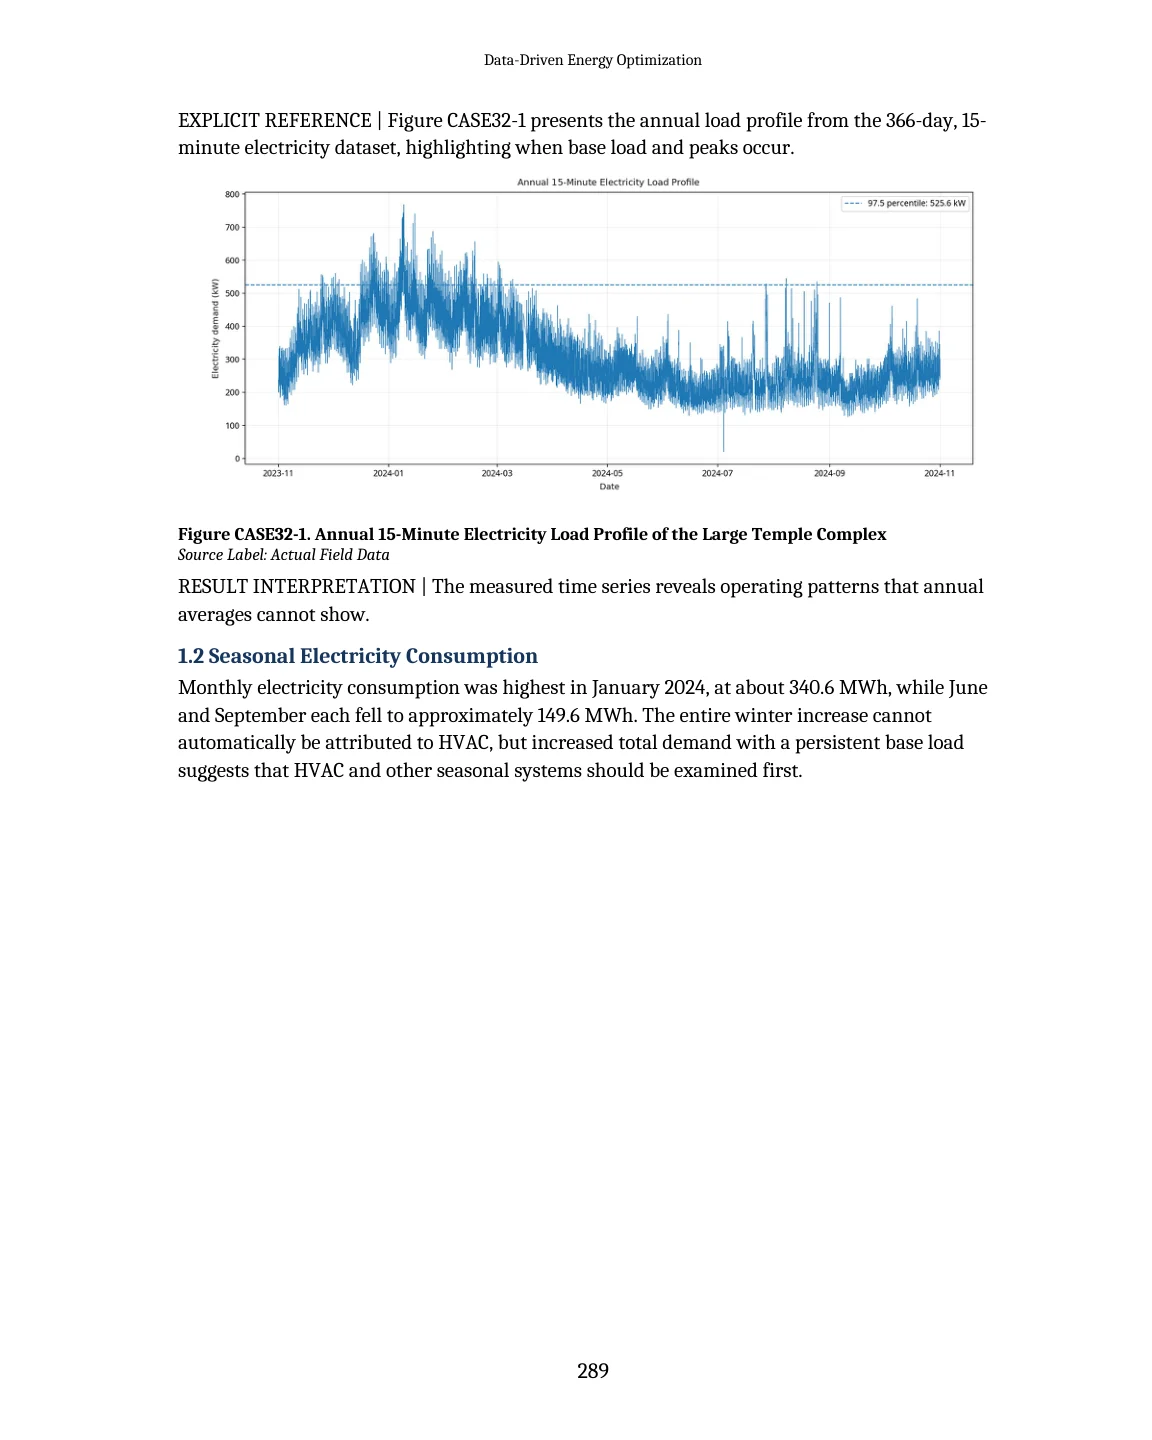 Data-Driven Energy Optimization
EXPLICIT REFERENCE | Figure CASE32-1 presents the annual load profile from the 366-day, 15-
minute electricity dataset, highlighting when base load and peaks occur.
Annual 15-Minute Electricity Load Profile
97.5 percentile: 525.6 kW
800
700
600
500
400
300
200
100
0
Electricity demand (kW)
2023-11 2024-01 2024-03 2024-05 2024-07 2024-09 2024-11
Date
Figure CASE32-1. Annual 15-Minute Electricity Load Profile of the Large Temple Complex
Source Label: Actual Field Data
RESULT INTERPRETATION | The measured time series reveals operating patterns that annual
averages cannot show.
1.2 Seasonal Electricity Consumption
Monthly electricity consumption was highest in January 2024, at about 340.6 MWh, while June
and September each fell to approximately 149.6 MWh. The entire winter increase cannot
automatically be attributed to HVAC, but increased total demand with a persistent base load
suggests that HVAC and other seasonal systems should be examined first.
289